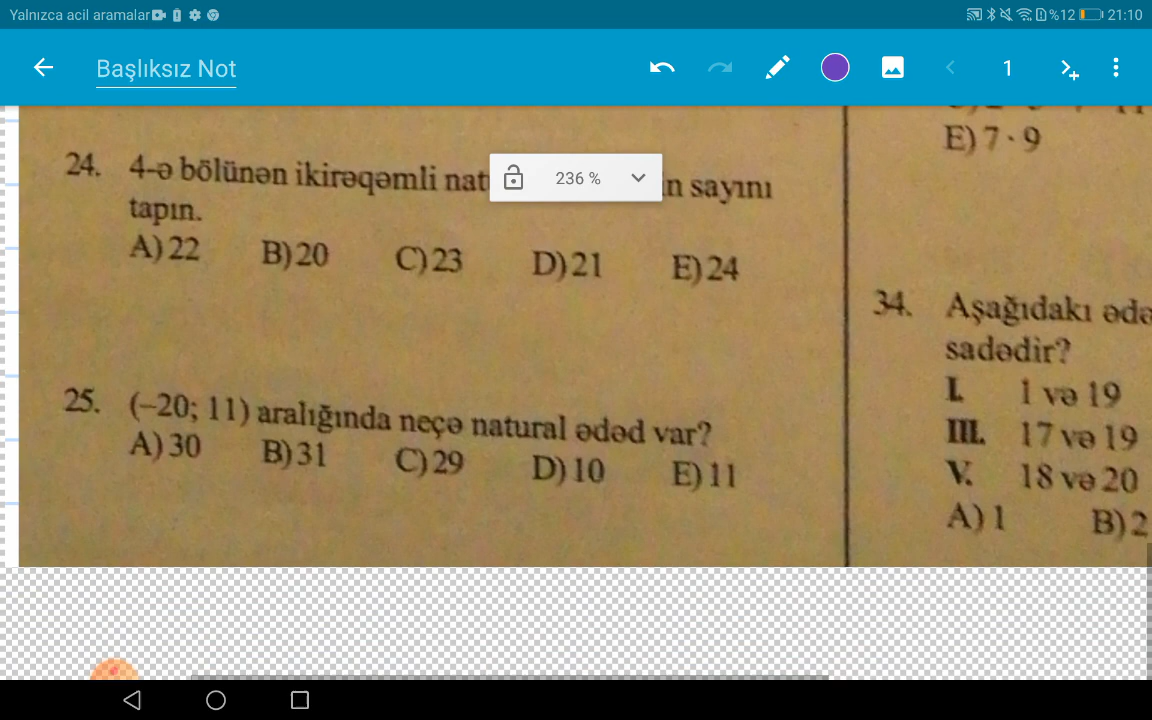 Yalnızca acil aramalar
%12 21:10
Başlıksız Not
1
236 %
24. 4-ə bölünən ikirəqəmli nat
n sayını
tapın.
A) 22 B) 20 C) 23 D) 21 E) 24
25. (–20; 11) aralığında neçə natural ədəd var?
A) 30 B) 31 C) 29 D) 10 E) 11
E) 7 · 9
34. Aşağıdakı ədə
sadədir?
I. 1 və 19
III. 17 və 19
V. 18 və 20
A) 1 B) 2